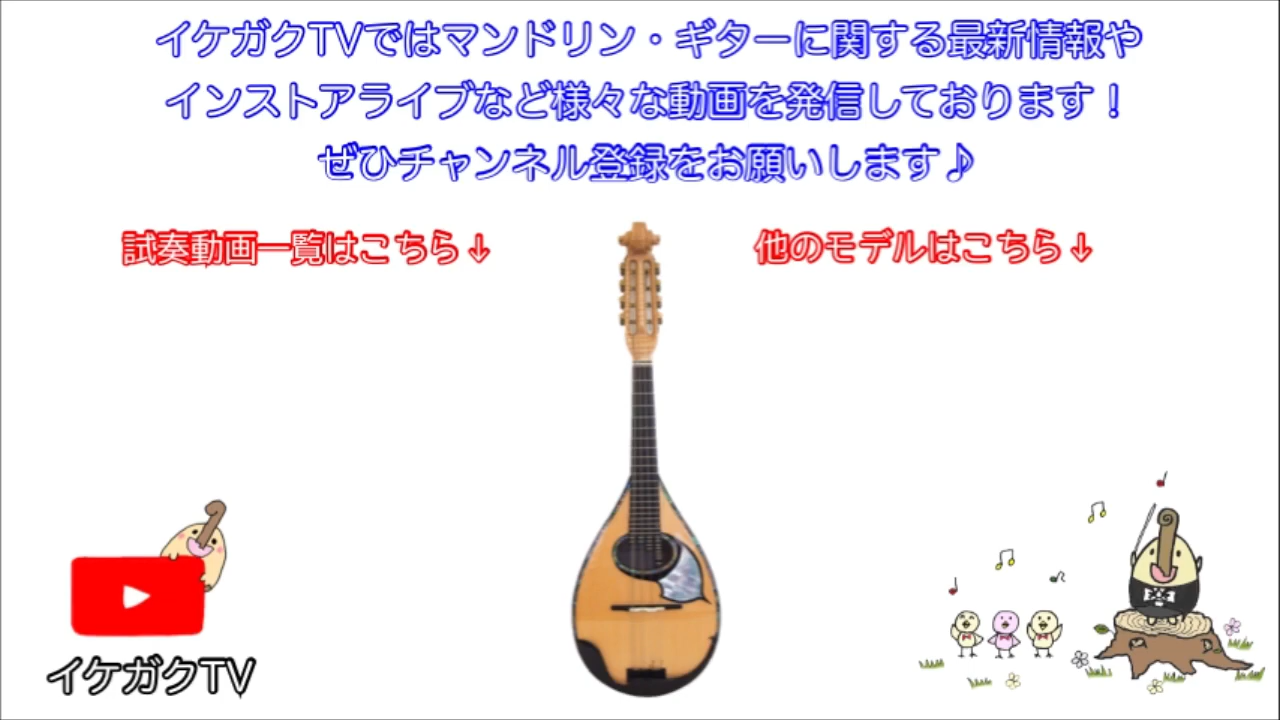 イケガクTVではマンドリン・ギターに関する最新情報や
インストアライブなど様々な動画を発信しております！
ぜひチャンネル登録をお願いします♪
試奏動画一覧はこちら↓
他のモデルはこちら↓
イケガクTV